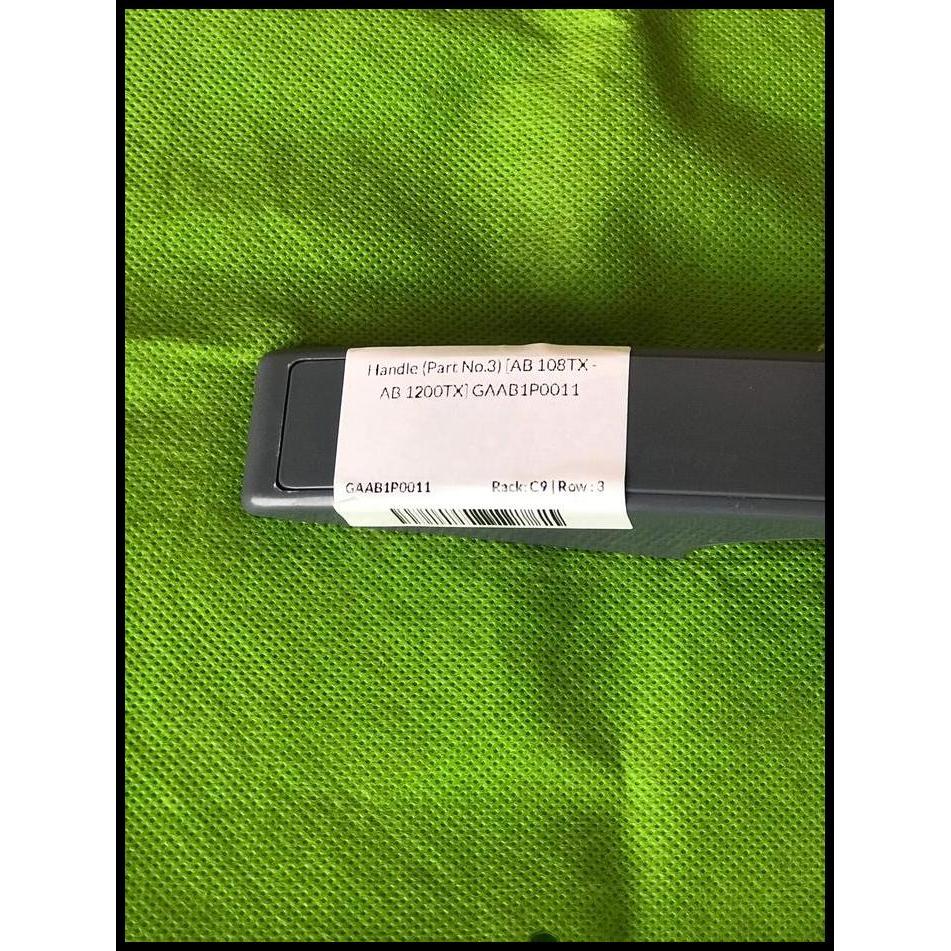 Handle (Part No.3) [AB 108TX -
AB 1200TX] GAAB1P0011
GAAB1P0011 Rack: C9 | Row : 3